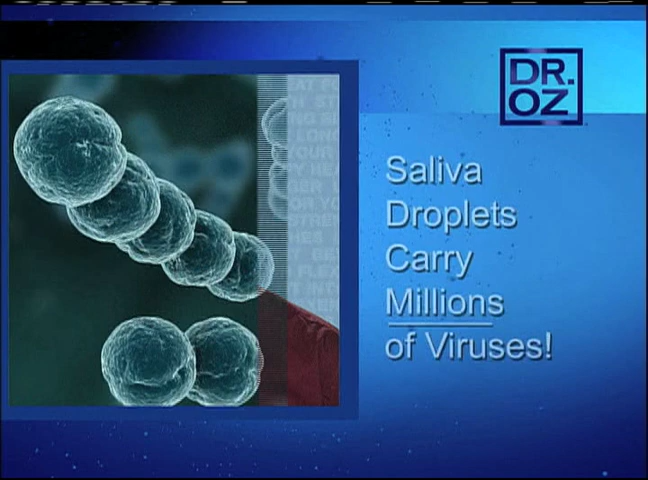 DR.
OZ
Saliva
Droplets
Carry
Millions
of Viruses!